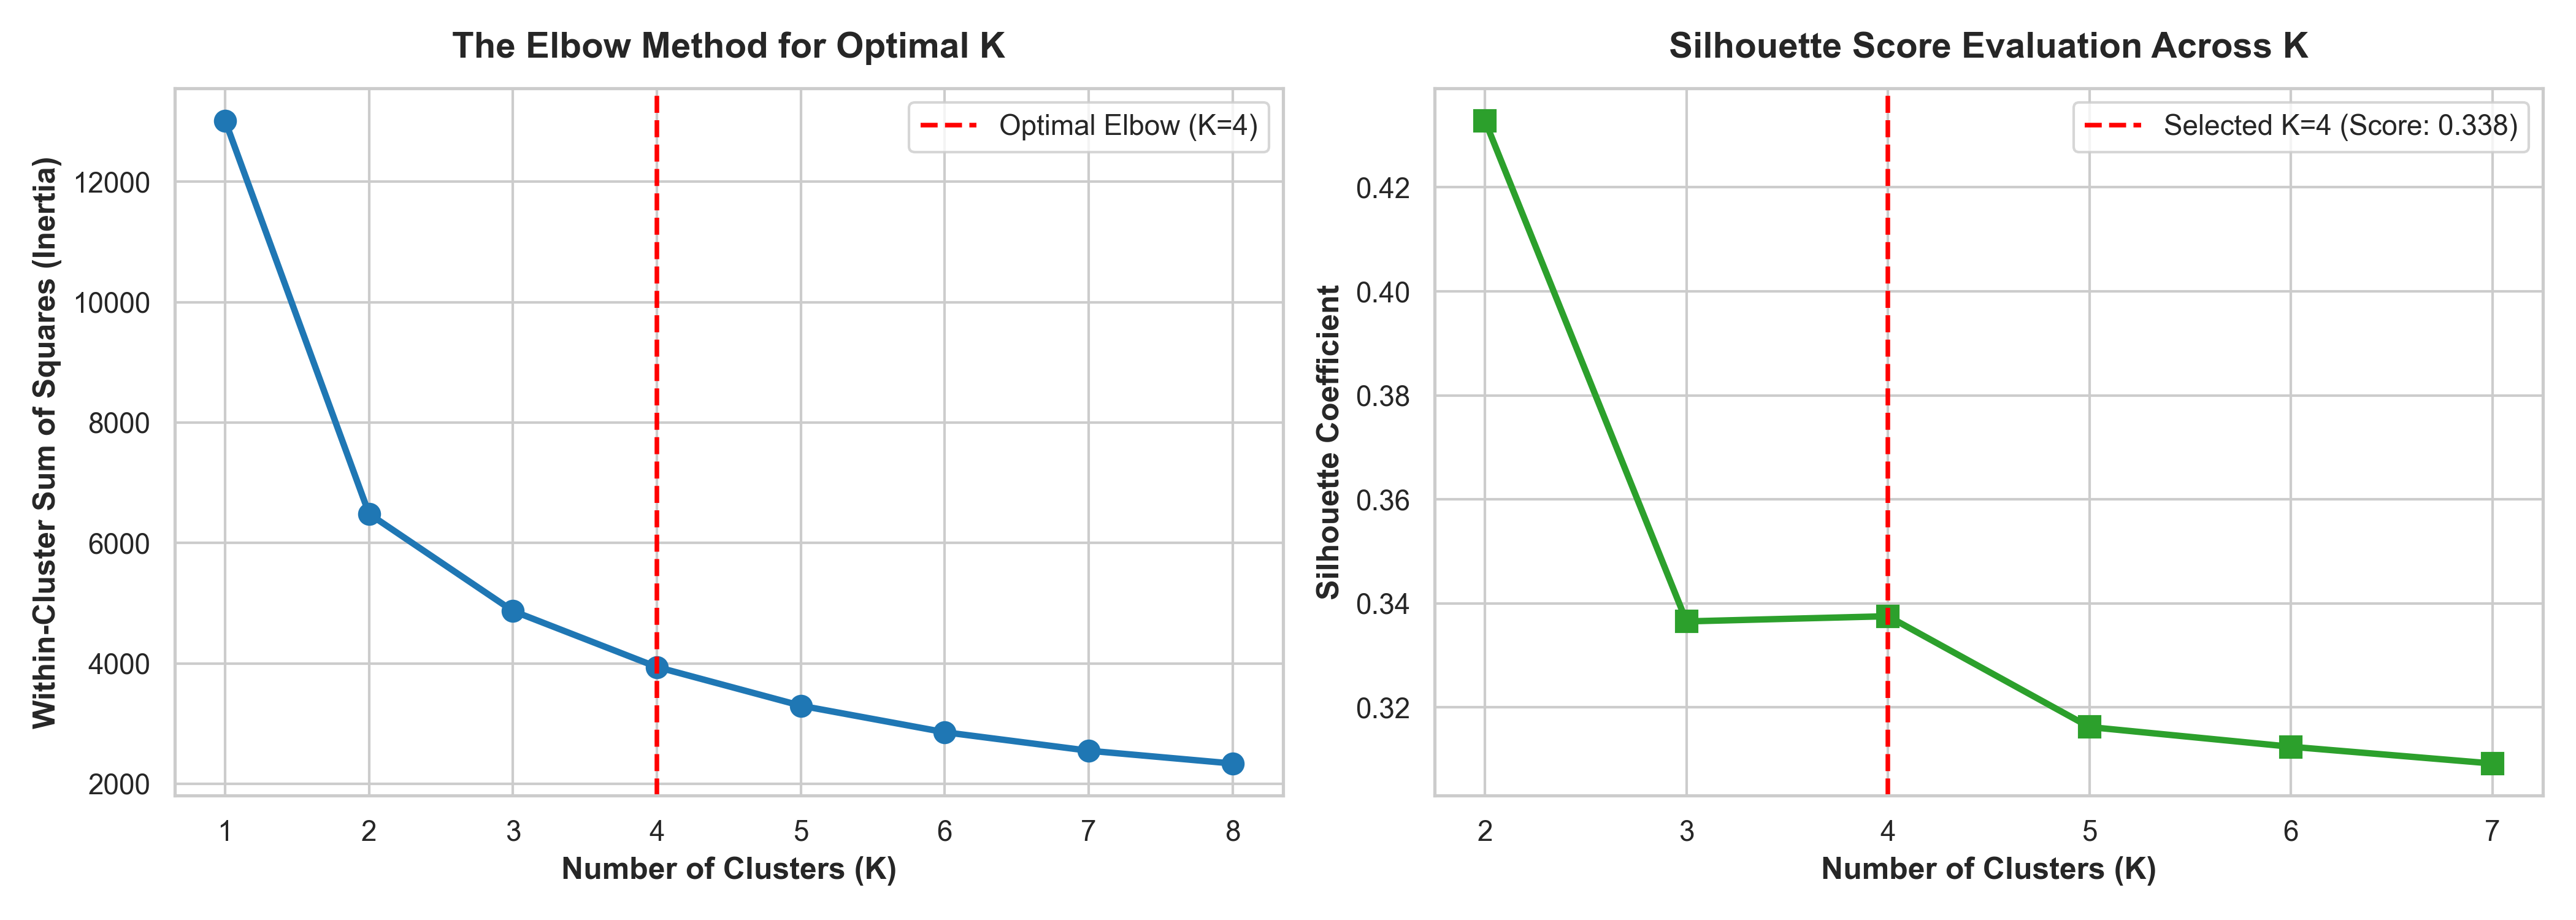 The Elbow Method for Optimal K
Within-Cluster Sum of Squares (Inertia)
12000
10000
8000
6000
4000
2000
Optimal Elbow (K=4)
1 2 3 4 5 6 7 8
Number of Clusters (K)
Silhouette Score Evaluation Across K
Silhouette Coefficient
0.42
0.40
0.38
0.36
0.34
0.32
Selected K=4 (Score: 0.338)
2 3 4 5 6 7
Number of Clusters (K)